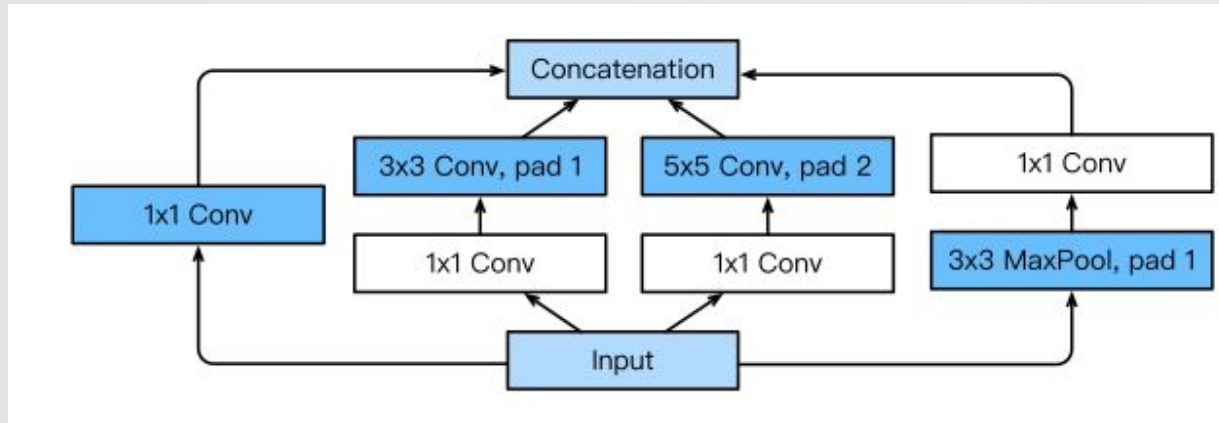 Concatenation
3x3 Conv, pad 1
5x5 Conv, pad 2
1x1 Conv
1x1 Conv
1x1 Conv
1x1 Conv
3x3 MaxPool, pad 1
Input